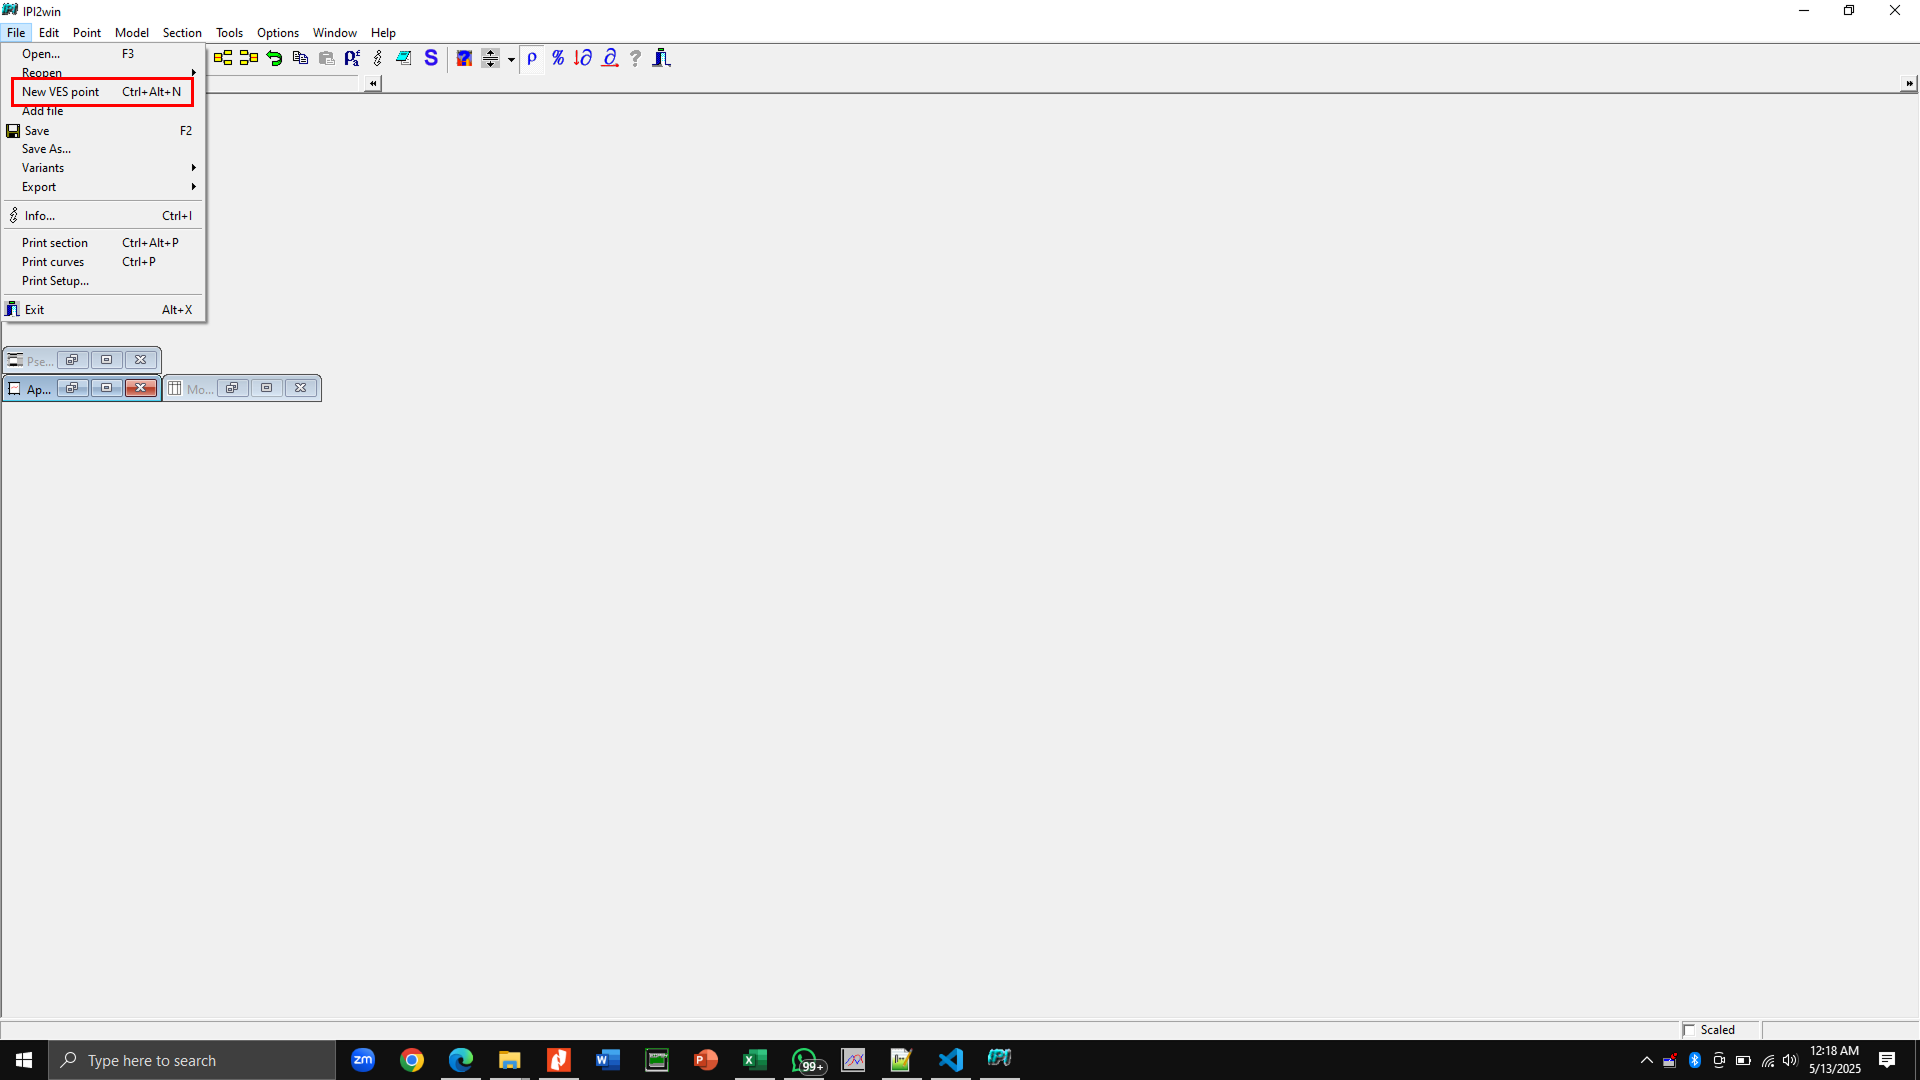 IPI2win
File Edit Point Model Section Tools Options Window Help
Open... F3
Reopen
New VES point Ctrl+Alt+N
Add file
Save F2
Save As...
Variants
Export
Info... Ctrl+I
Print section Ctrl+Alt+P
Print curves Ctrl+P
Print Setup...
Exit Alt+X
Pse...
Ap... Mo...
Scaled
Type here to search
99+
12:18 AM
5/13/2025